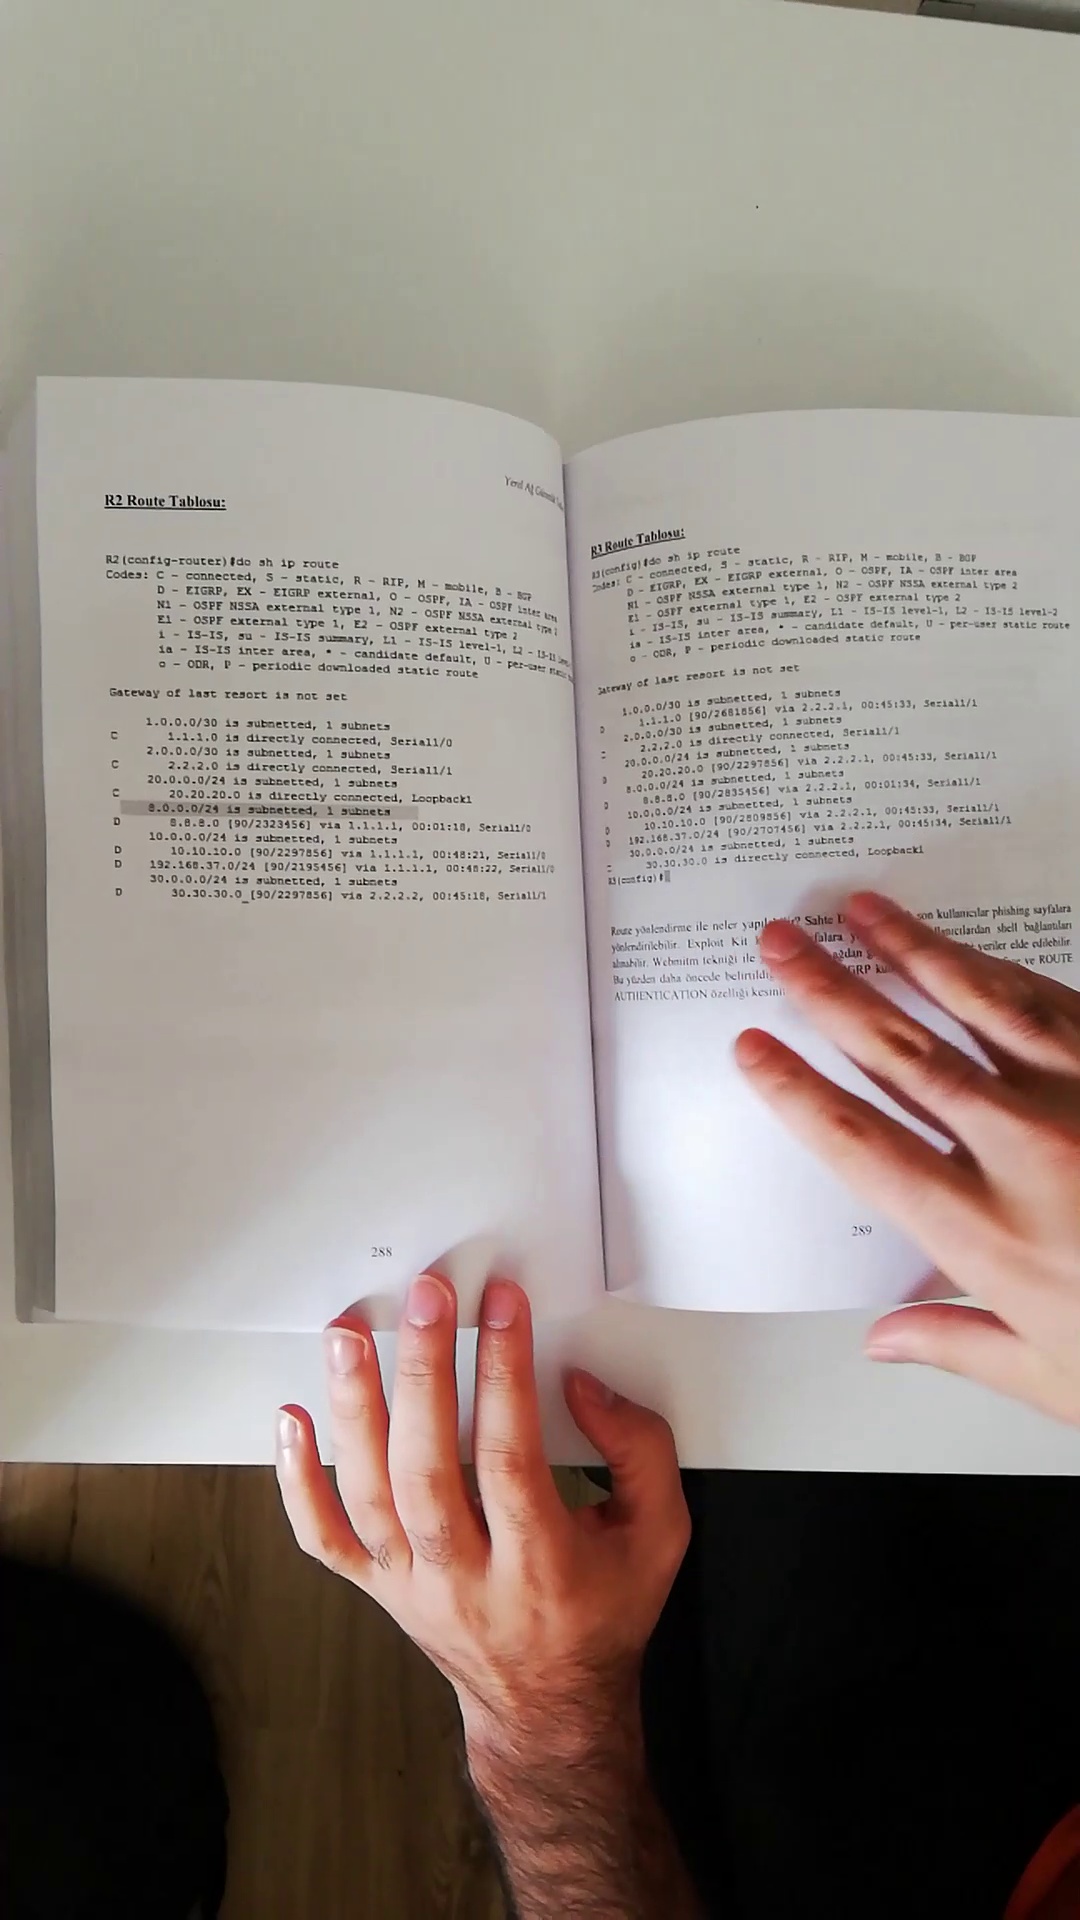 Yerel Ağ Güvenlik
R2 Route Tablosu:
R2(config-router)#do sh ip route
Codes: C - connected, S - static, R - RIP, M - mobile, B - BGP
D - EIGRP, EX - EIGRP external, O - OSPF, IA - OSPF inter area
N1 - OSPF NSSA external type 1, N2 - OSPF NSSA external type 2
E1 - OSPF external type 1, E2 - OSPF external type 2
i - IS-IS, su - IS-IS summary, L1 - IS-IS level-1, L2 - IS-IS
ia - IS-IS inter area, * - candidate default, U - per-user static
o - ODR, P - periodic downloaded static route
Gateway of last resort is not set
1.0.0.0/30 is subnetted, 1 subnets
C 1.1.1.0 is directly connected, Serial1/0
2.0.0.0/30 is subnetted, 1 subnets
C 2.2.2.0 is directly connected, Serial1/1
20.0.0.0/24 is subnetted, 1 subnets
C 20.20.20.0 is directly connected, Loopback1
8.0.0.0/24 is subnetted, 1 subnets
D 8.8.8.0 [90/2323456] via 1.1.1.1, 00:01:18, Serial1/0
10.0.0.0/24 is subnetted, 1 subnets
D 10.10.10.0 [90/2297856] via 1.1.1.1, 00:48:21, Serial1/0
D 192.168.37.0/24 [90/2195456] via 1.1.1.1, 00:48:22, Serial1/0
30.0.0.0/24 is subnetted, 1 subnets
D 30.30.30.0 [90/2297856] via 2.2.2.2, 00:45:18, Serial1/1
288
R3 Route Tablosu:
R3(config)#do sh ip route
Codes: C - connected, S - static, R - RIP, M - mobile, B - BGP
D - EIGRP, EX - EIGRP external, O - OSPF, IA - OSPF inter area
N1 - OSPF NSSA external type 1, N2 - OSPF NSSA external type 2
E1 - OSPF external type 1, E2 - OSPF external type 2
i - IS-IS, su - IS-IS summary, L1 - IS-IS level-1, L2 - IS-IS level-2
ia - IS-IS inter area, * - candidate default, U - per-user static route
o - ODR, P - periodic downloaded static route
Gateway of last resort is not set
1.0.0.0/30 is subnetted, 1 subnets
D 1.1.1.0 [90/2681856] via 2.2.2.1, 00:45:33, Serial1/1
2.0.0.0/30 is subnetted, 1 subnets
C 2.2.2.0 is directly connected, Serial1/1
20.0.0.0/24 is subnetted, 1 subnets
D 20.20.20.0 [90/2297856] via 2.2.2.1, 00:45:33, Serial1/1
8.0.0.0/24 is subnetted, 1 subnets
D 8.8.8.0 [90/2835456] via 2.2.2.1, 00:01:34, Serial1/1
10.0.0.0/24 is subnetted, 1 subnets
D 10.10.10.0 [90/2809856] via 2.2.2.1, 00:45:33, Serial1/1
D 192.168.37.0/24 [90/2707456] via 2.2.2.1, 00:45:34, Serial1/1
30.0.0.0/24 is subnetted, 1 subnets
C 30.30.30.0 is directly connected, Loopback1
R3(config)#
Route yönlendirme ile neler yapılabilir? Sahte son kullanıcılar phishing sayfalara
yönlendirilebilir. Exploit Kit bağlantıları
alınabilir. Webmitm tekniği ile veriler elde edilebilir.
Bu yüzden daha öncede ve ROUTE
AUTHENTICATION özelliği
289